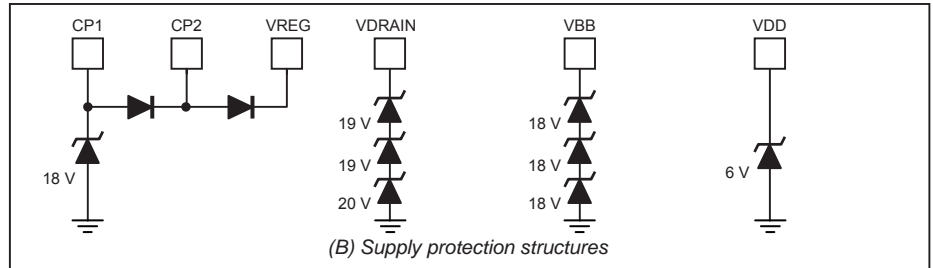 CP1 CP2 VREG VDRAIN VBB VDD
19 V 18 V
18 V 19 V 18 V 6 V
20 V 18 V
(B) Supply protection structures